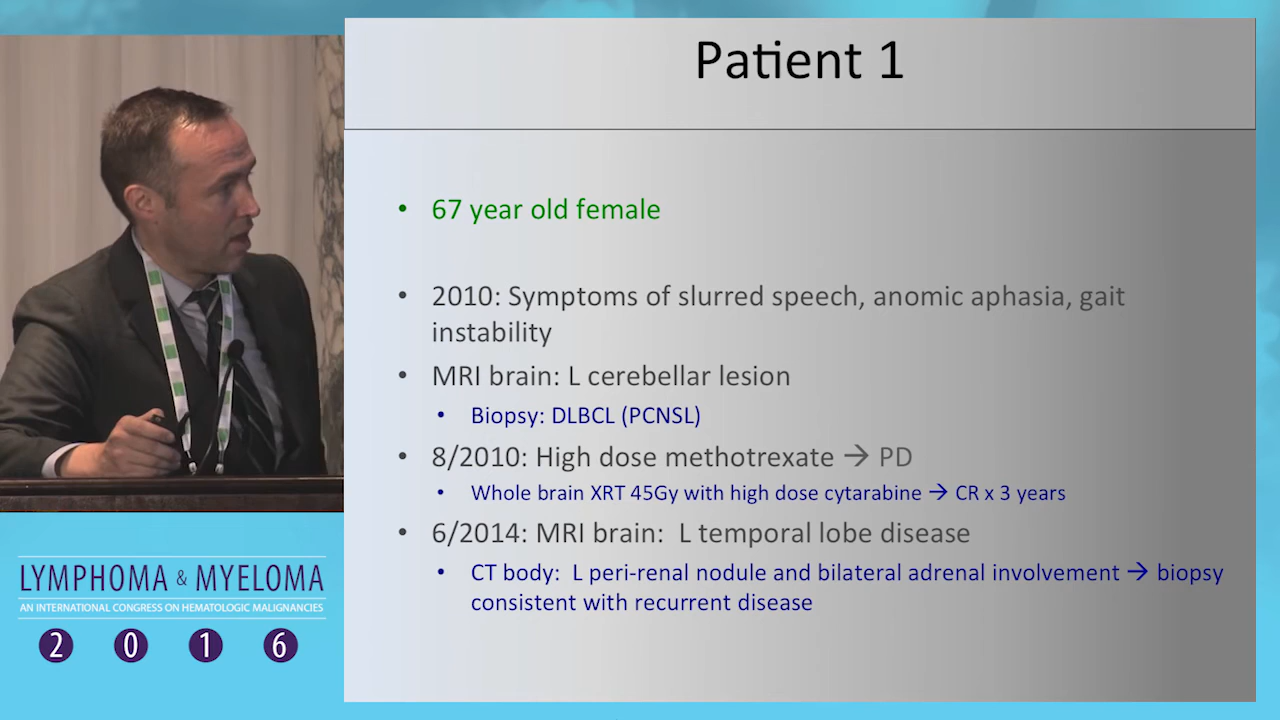 Patient 1
• 67 year old female
• 2010: Symptoms of slurred speech, anomic aphasia, gait
instability
• MRI brain: L cerebellar lesion
• Biopsy: DLBCL (PCNSL)
• 8/2010: High dose methotrexate → PD
• Whole brain XRT 45Gy with high dose cytarabine → CR x 3 years
• 6/2014: MRI brain: L temporal lobe disease
• CT body: L peri-renal nodule and bilateral adrenal involvement → biopsy
consistent with recurrent disease
LYMPHOMA & MYELOMA
AN INTERNATIONAL CONGRESS ON HEMATOLOGIC MALIGNANCIES
2 0 1 6